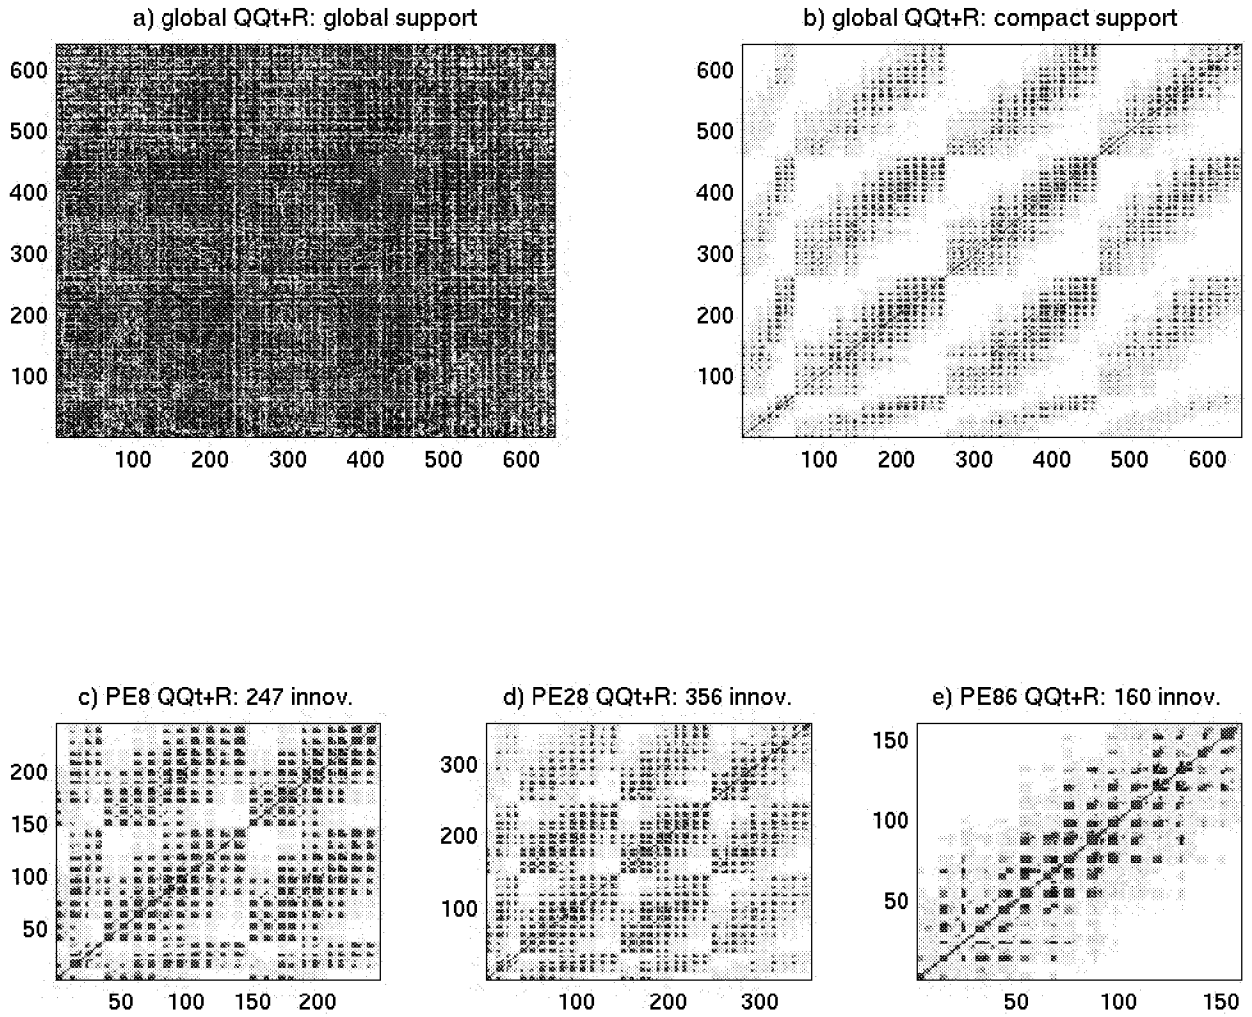 a) global QQt+R: global support
b) global QQt+R: compact support
600
500
400
300
200
100
100 200 300 400 500 600
600
500
400
300
200
100
100 200 300 400 500 600
c) PE8 QQt+R: 247 innov.
d) PE28 QQt+R: 356 innov.
e) PE86 QQt+R: 160 innov.
200
150
100
50
50 100 150 200
300
200
100
100 200 300
150
100
50
50 100 150